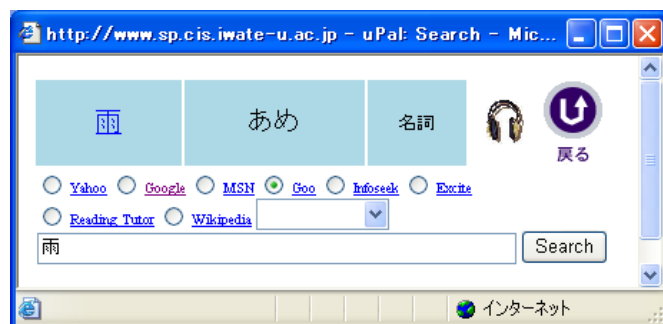 http://www.sp.cis.iwate-u.ac.jp - uPal: Search - Mic...
雨 あめ 名詞 戻る
Yahoo Google MSN Goo Infoseek Excite
Reading Tutor Wikipedia
雨 Search
インターネット